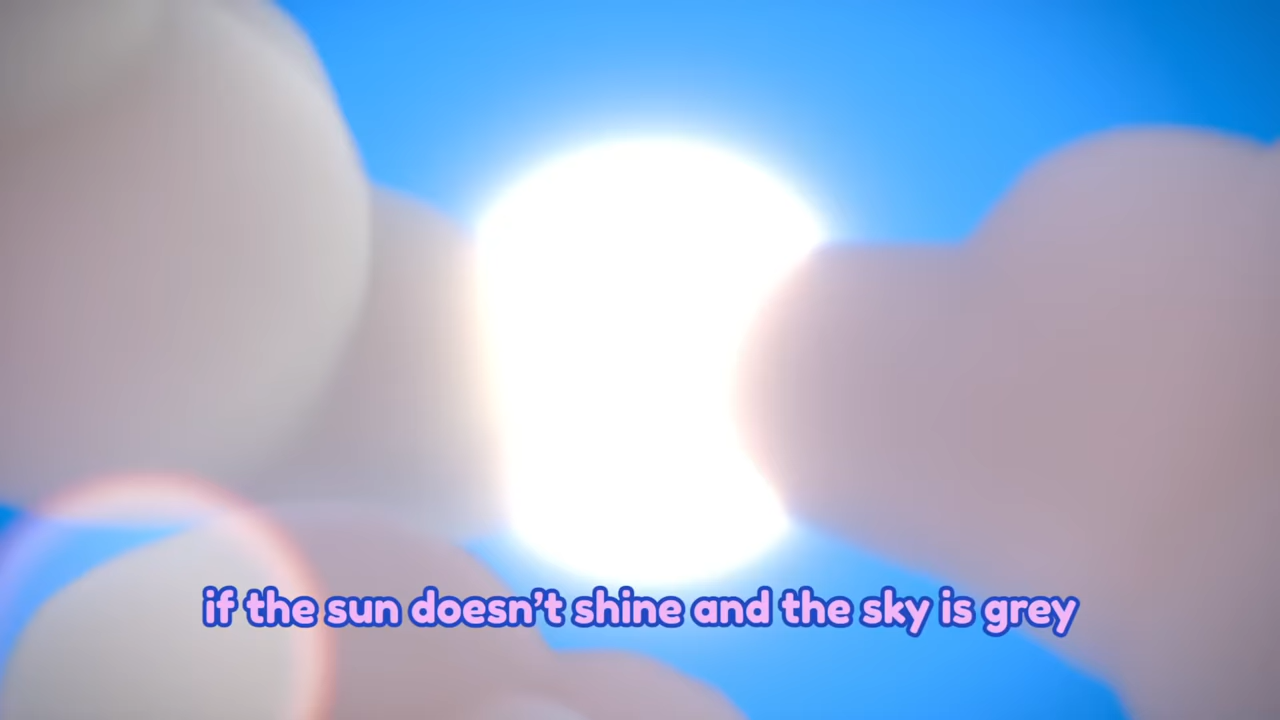 if the sun doesn’t shine and the sky is grey